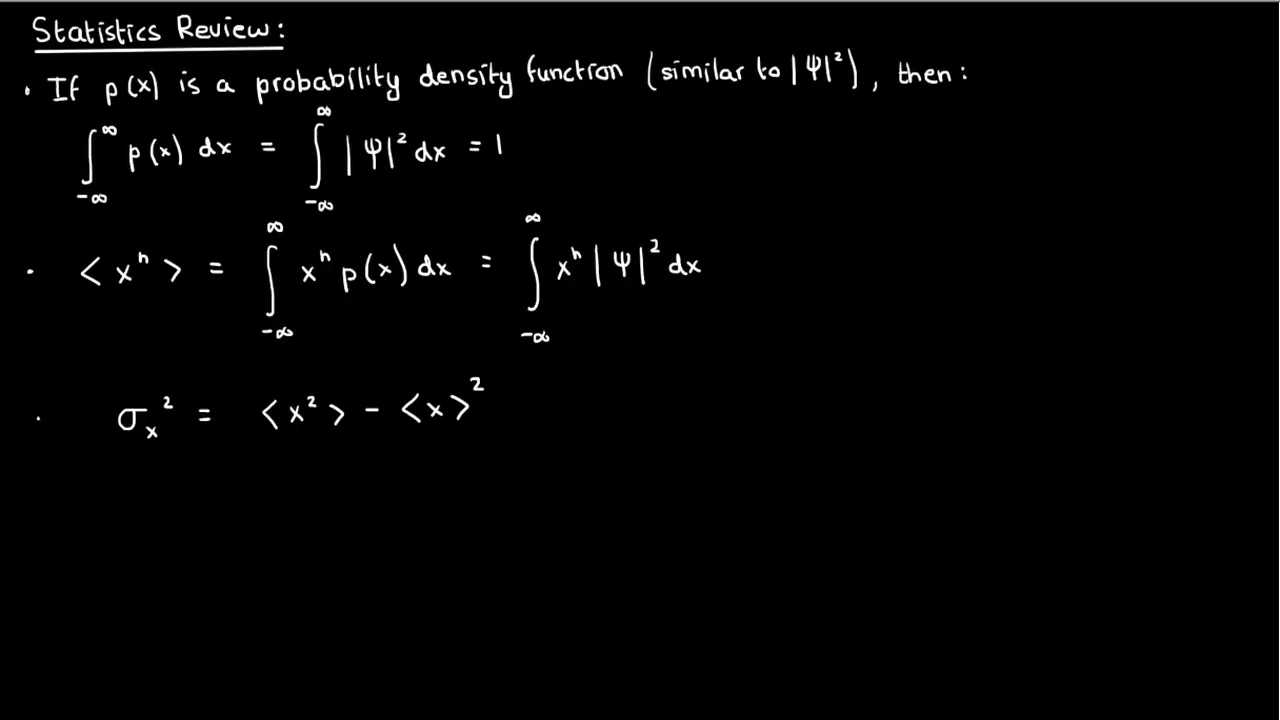 Statistics Review:
• If p(x) is a probability density function (similar to |Ψ|²), then:
∫_{-∞}^{∞} p(x) dx = ∫_{-∞}^{∞} |Ψ|² dx = 1
• <xⁿ> = ∫_{-∞}^{∞} xⁿ p(x) dx = ∫_{-∞}^{∞} xⁿ |Ψ|² dx
• σₓ² = <x²> - <x>²